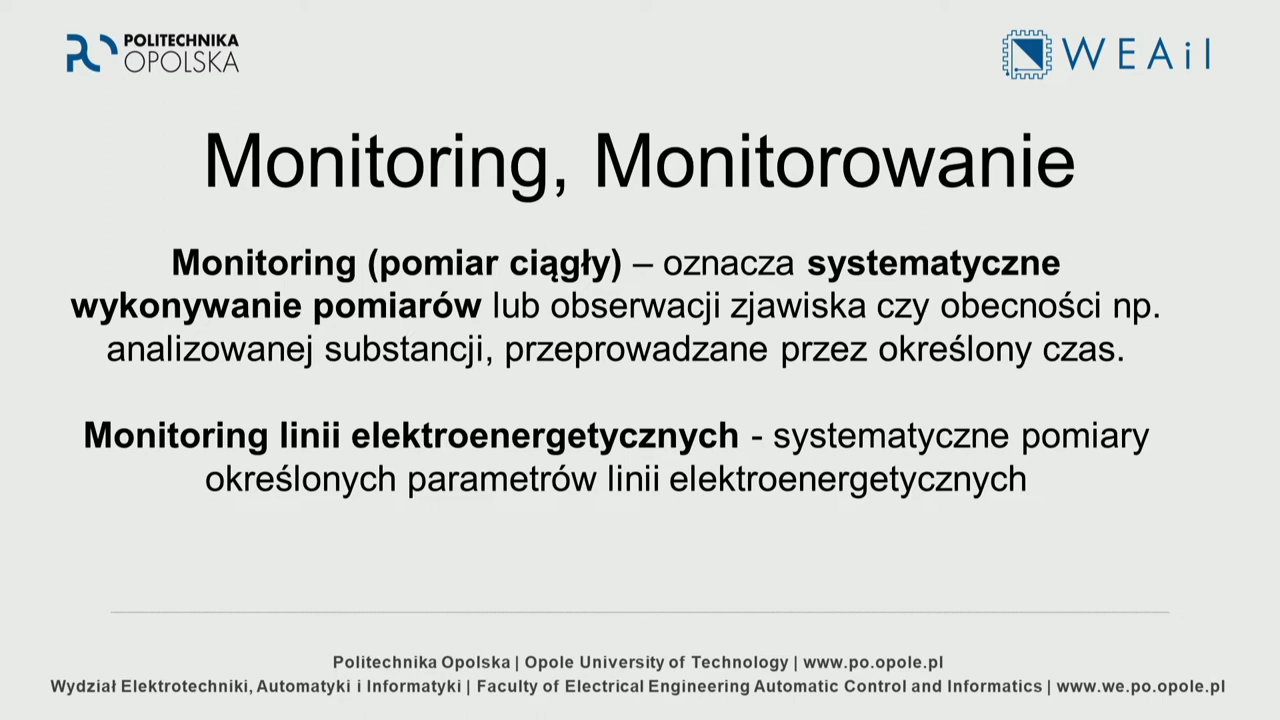 POLITECHNIKA
OPOLSKA
WEAiI
Monitoring, Monitorowanie
Monitoring (pomiar ciągły) – oznacza systematyczne
wykonywanie pomiarów lub obserwacji zjawiska czy obecności np.
analizowanej substancji, przeprowadzane przez określony czas.
Monitoring linii elektroenergetycznych - systematyczne pomiary
określonych parametrów linii elektroenergetycznych
Politechnika Opolska | Opole University of Technology | www.po.opole.pl
Wydział Elektrotechniki, Automatyki i Informatyki | Faculty of Electrical Engineering Automatic Control and Informatics | www.we.po.opole.pl